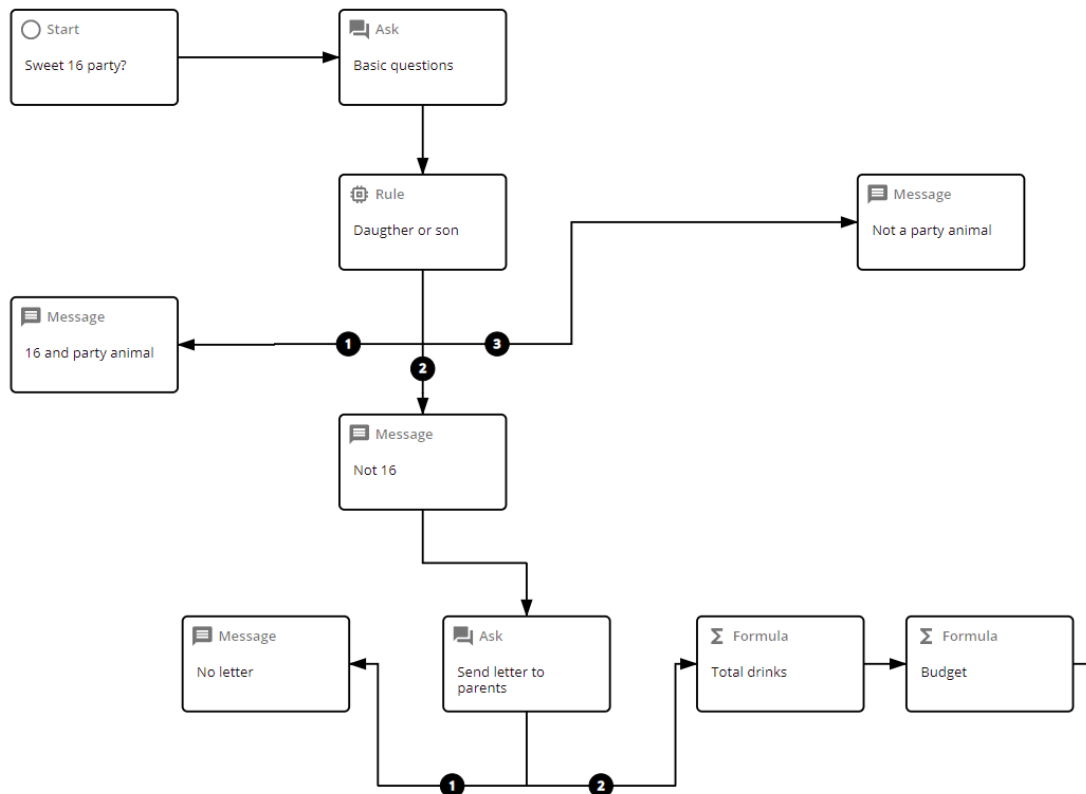 Start
Sweet 16 party?
Ask
Basic questions
Rule
Daugther or son
Message
Not a party animal
Message
16 and party animal
1
3
2
Message
Not 16
Message
No letter
Ask
Send letter to
parents
Formula
Total drinks
Formula
Budget
1
2